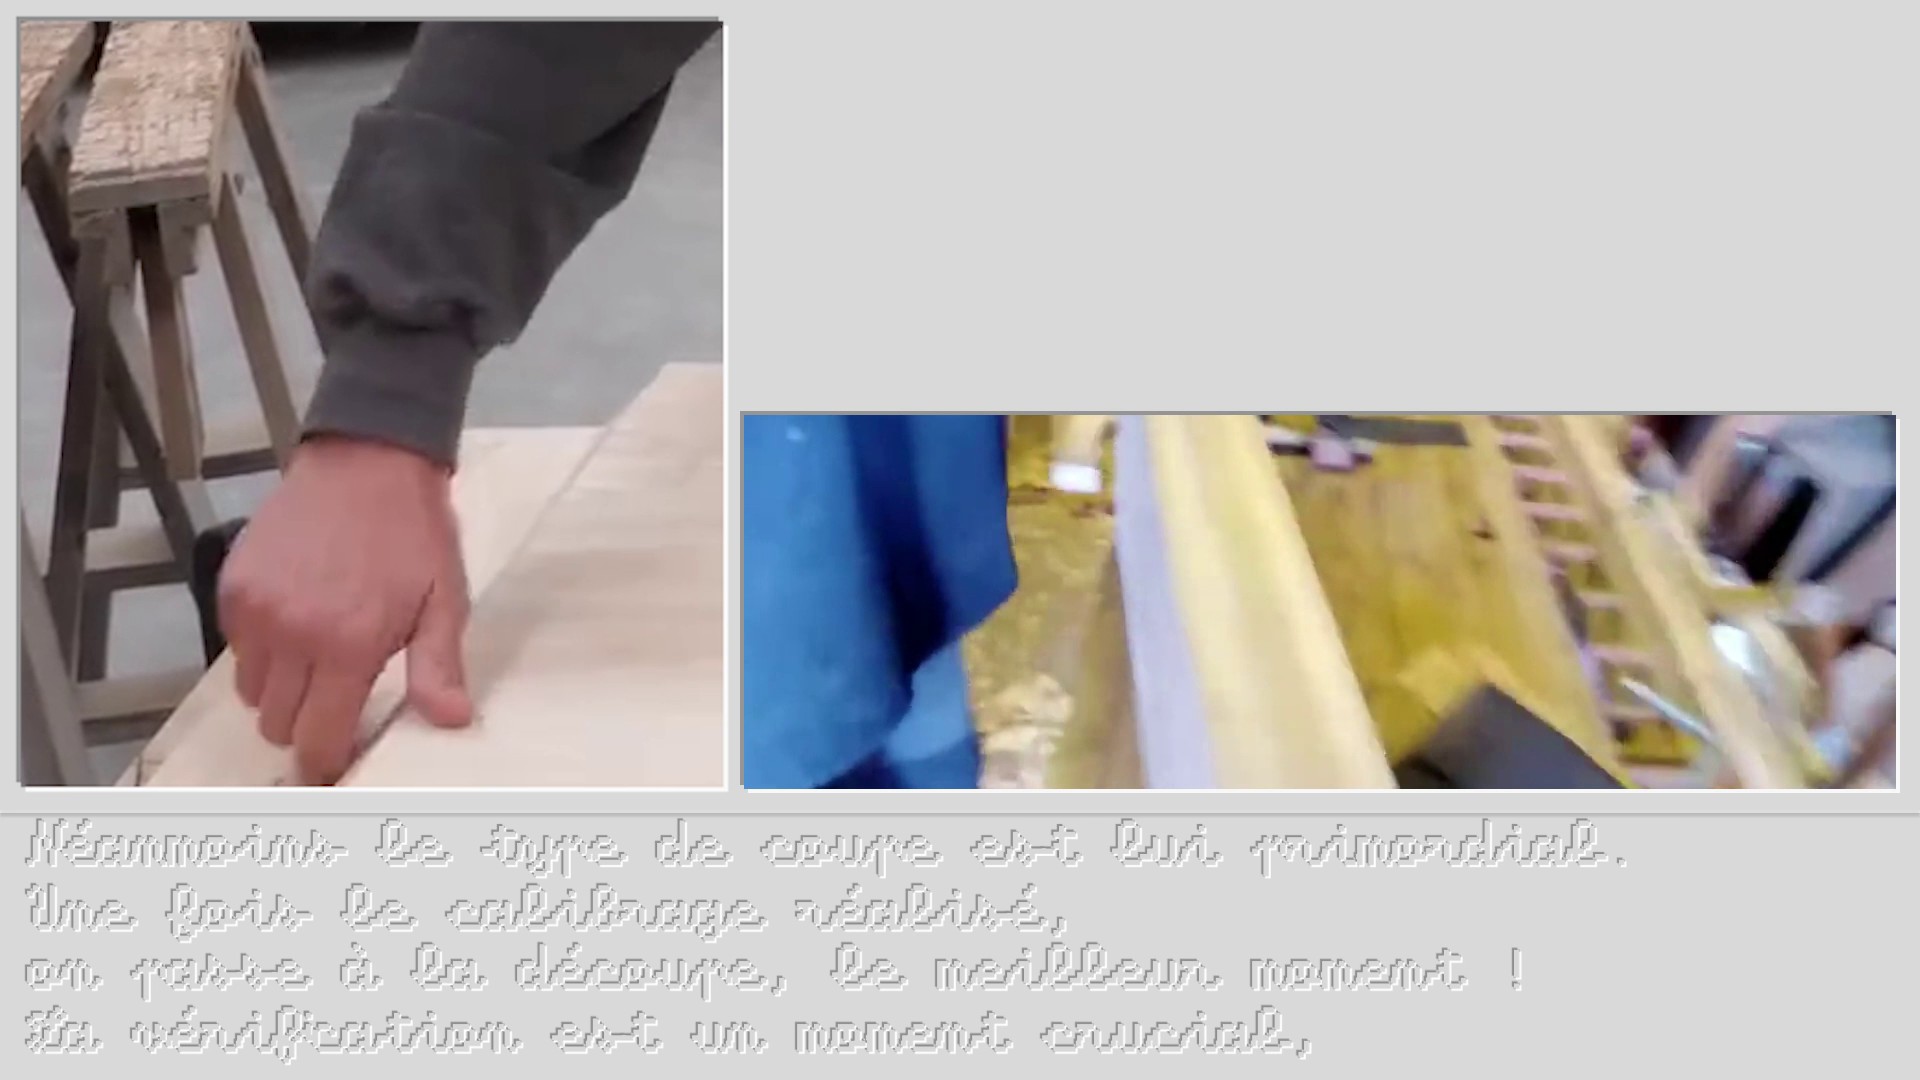 Néanmoins le type de coupe est lui primordial.
Une fois le calibrage réalisé,
on passe à la découpe, le meilleur moment !
La vérification est un moment crucial,